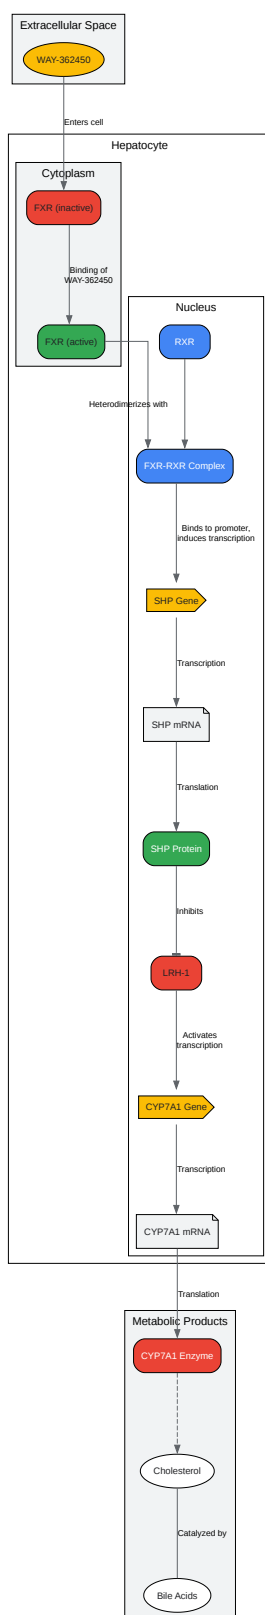 Extracellular Space
WAY-362450
Enters cell
Hepatocyte
Cytoplasm
FXR (inactive)
Binding of
WAY-362450
Nucleus
FXR (active)
RXR
Heterodimerizes with
FXR-RXR Complex
Binds to promoter,
induces transcription
SHP Gene
Transcription
SHP mRNA
Translation
SHP Protein
Inhibits
LRH-1
Activates
transcription
CYP7A1 Gene
Transcription
CYP7A1 mRNA
Translation
Metabolic Products
CYP7A1 Enzyme
Cholesterol
Catalyzed by
Bile Acids